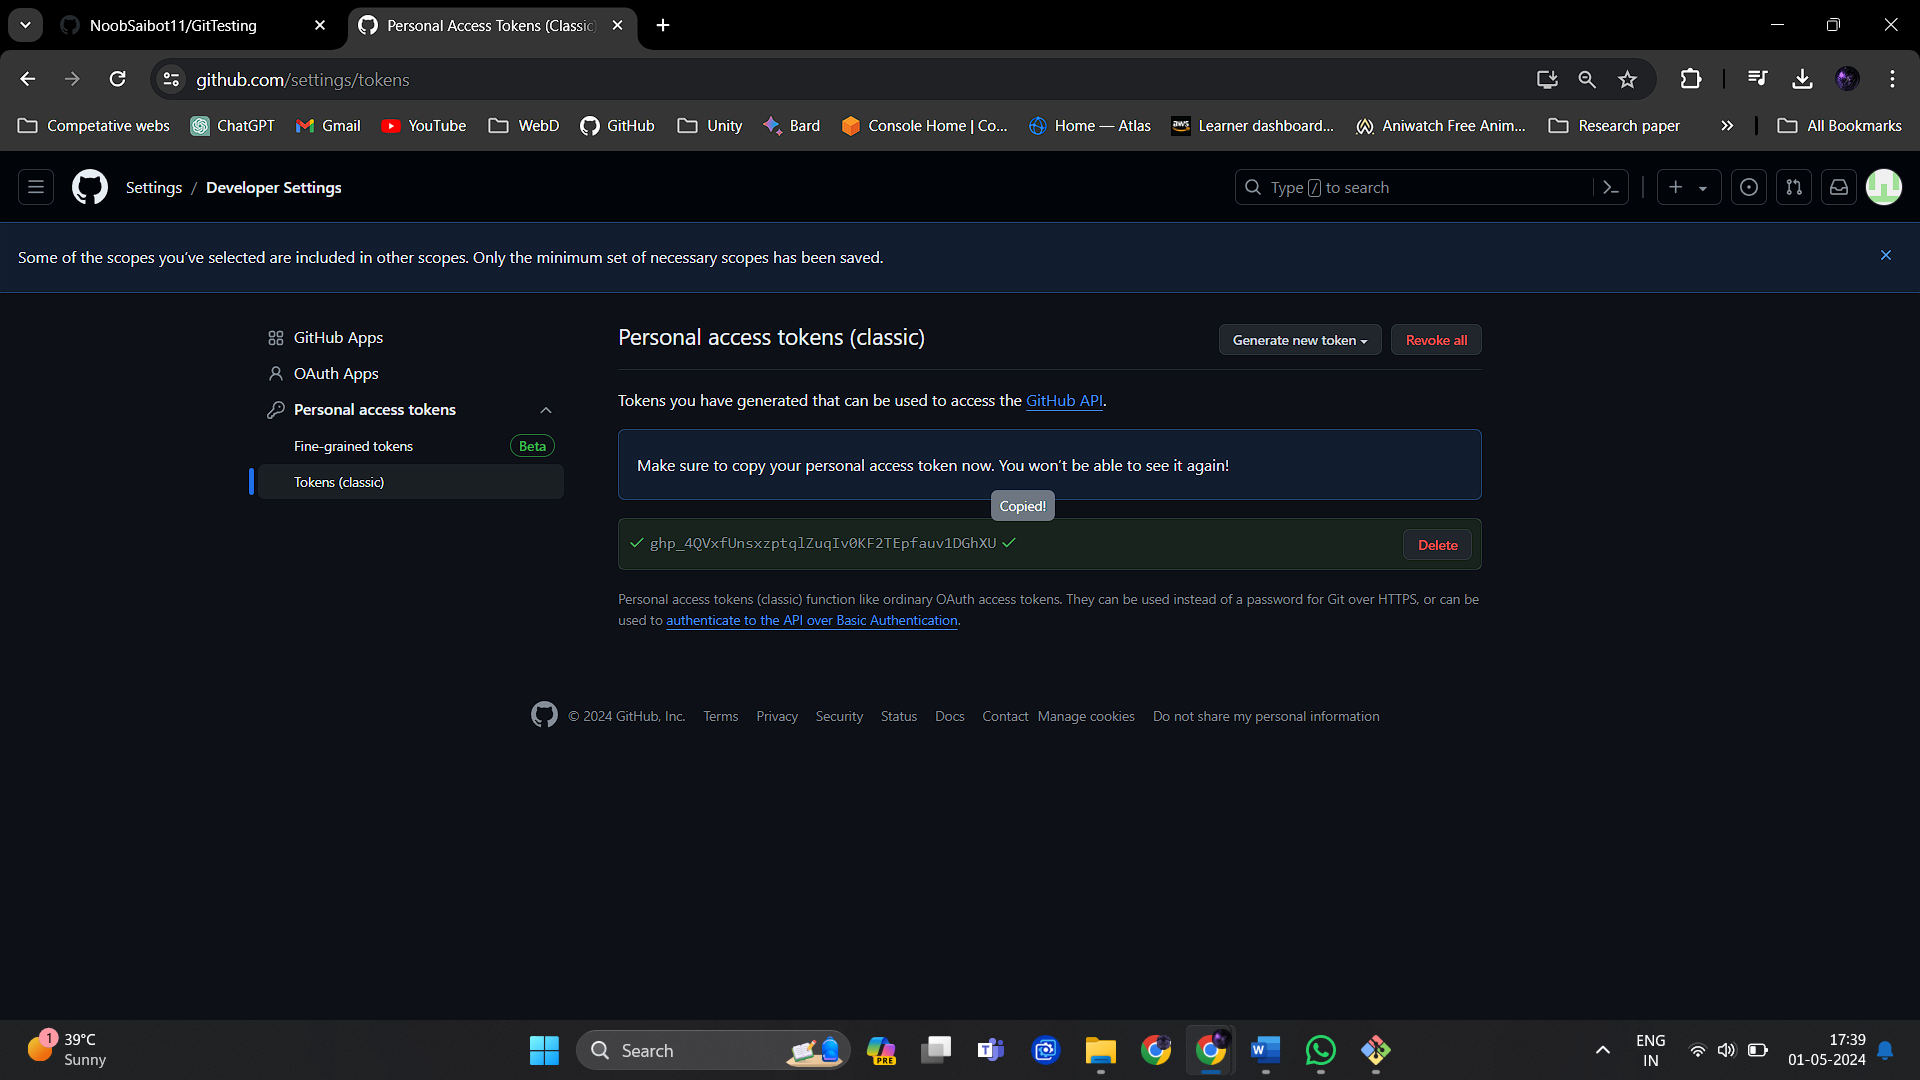 NoobSaibot11/GitTesting
Personal Access Tokens (Classic
github.com/settings/tokens
Competative webs ChatGPT Gmail YouTube WebD GitHub Unity Bard Console Home | Co... Home — Atlas aws Learner dashboard... Aniwatch Free Anim... Research paper All Bookmarks
Settings / Developer Settings
Type / to search
Some of the scopes you've selected are included in other scopes. Only the minimum set of necessary scopes has been saved.
GitHub Apps
OAuth Apps
Personal access tokens
Fine-grained tokens Beta
Tokens (classic)
Personal access tokens (classic)
Generate new token
Revoke all
Tokens you have generated that can be used to access the GitHub API.
Make sure to copy your personal access token now. You won't be able to see it again!
Copied!
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
Delete
Personal access tokens (classic) function like ordinary OAuth access tokens. They can be used instead of a password for Git over HTTPS, or can be
used to authenticate to the API over Basic Authentication.
© 2024 GitHub, Inc. Terms Privacy Security Status Docs Contact Manage cookies Do not share my personal information
1
39°C
Sunny
Search
PRE
ENG
IN
17:39
01-05-2024